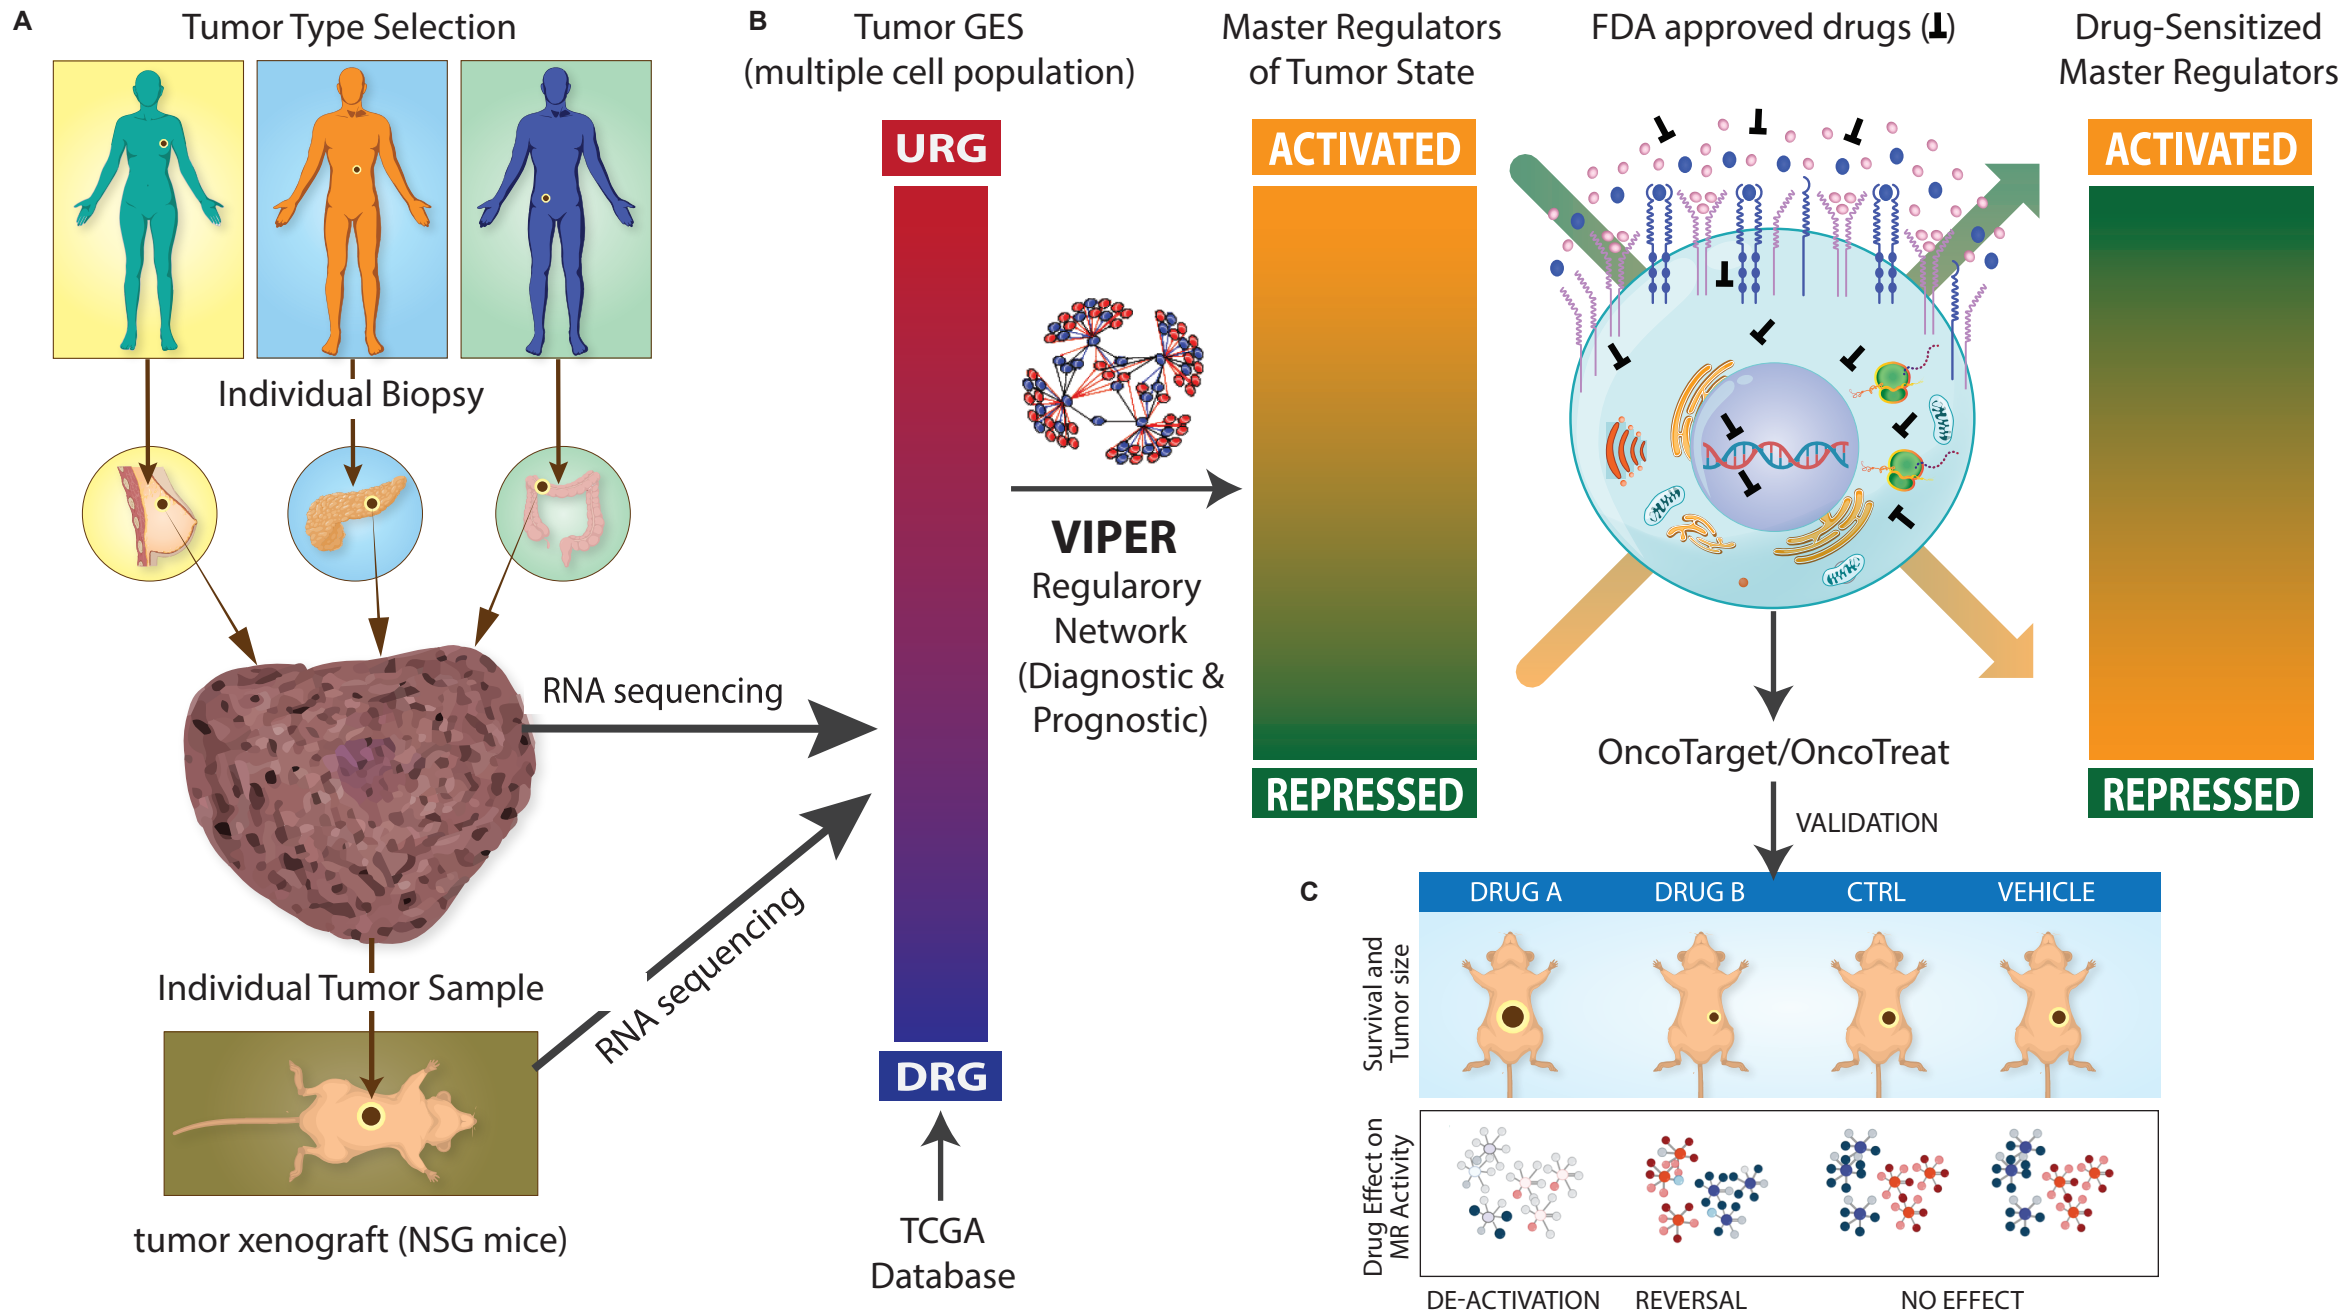 A
Tumor Type Selection
Individual Biopsy
RNA sequencing
Individual Tumor Sample
RNA sequencing
tumor xenograft (NSG mice)
B
Tumor GES
(multiple cell population)
URG
DRG
TCGA
Database
VIPER
Regularory
Network
(Diagnostic &
Prognostic)
Master Regulators
of Tumor State
ACTIVATED
REPRESSED
FDA approved drugs (⊥)
OncoTarget/OncoTreat
VALIDATION
Drug-Sensitized
Master Regulators
ACTIVATED
REPRESSED
C
DRUG A DRUG B CTRL VEHICLE
Survival and
Tumor size
Drug Effect on
MR Activity
DE-ACTIVATION REVERSAL NO EFFECT